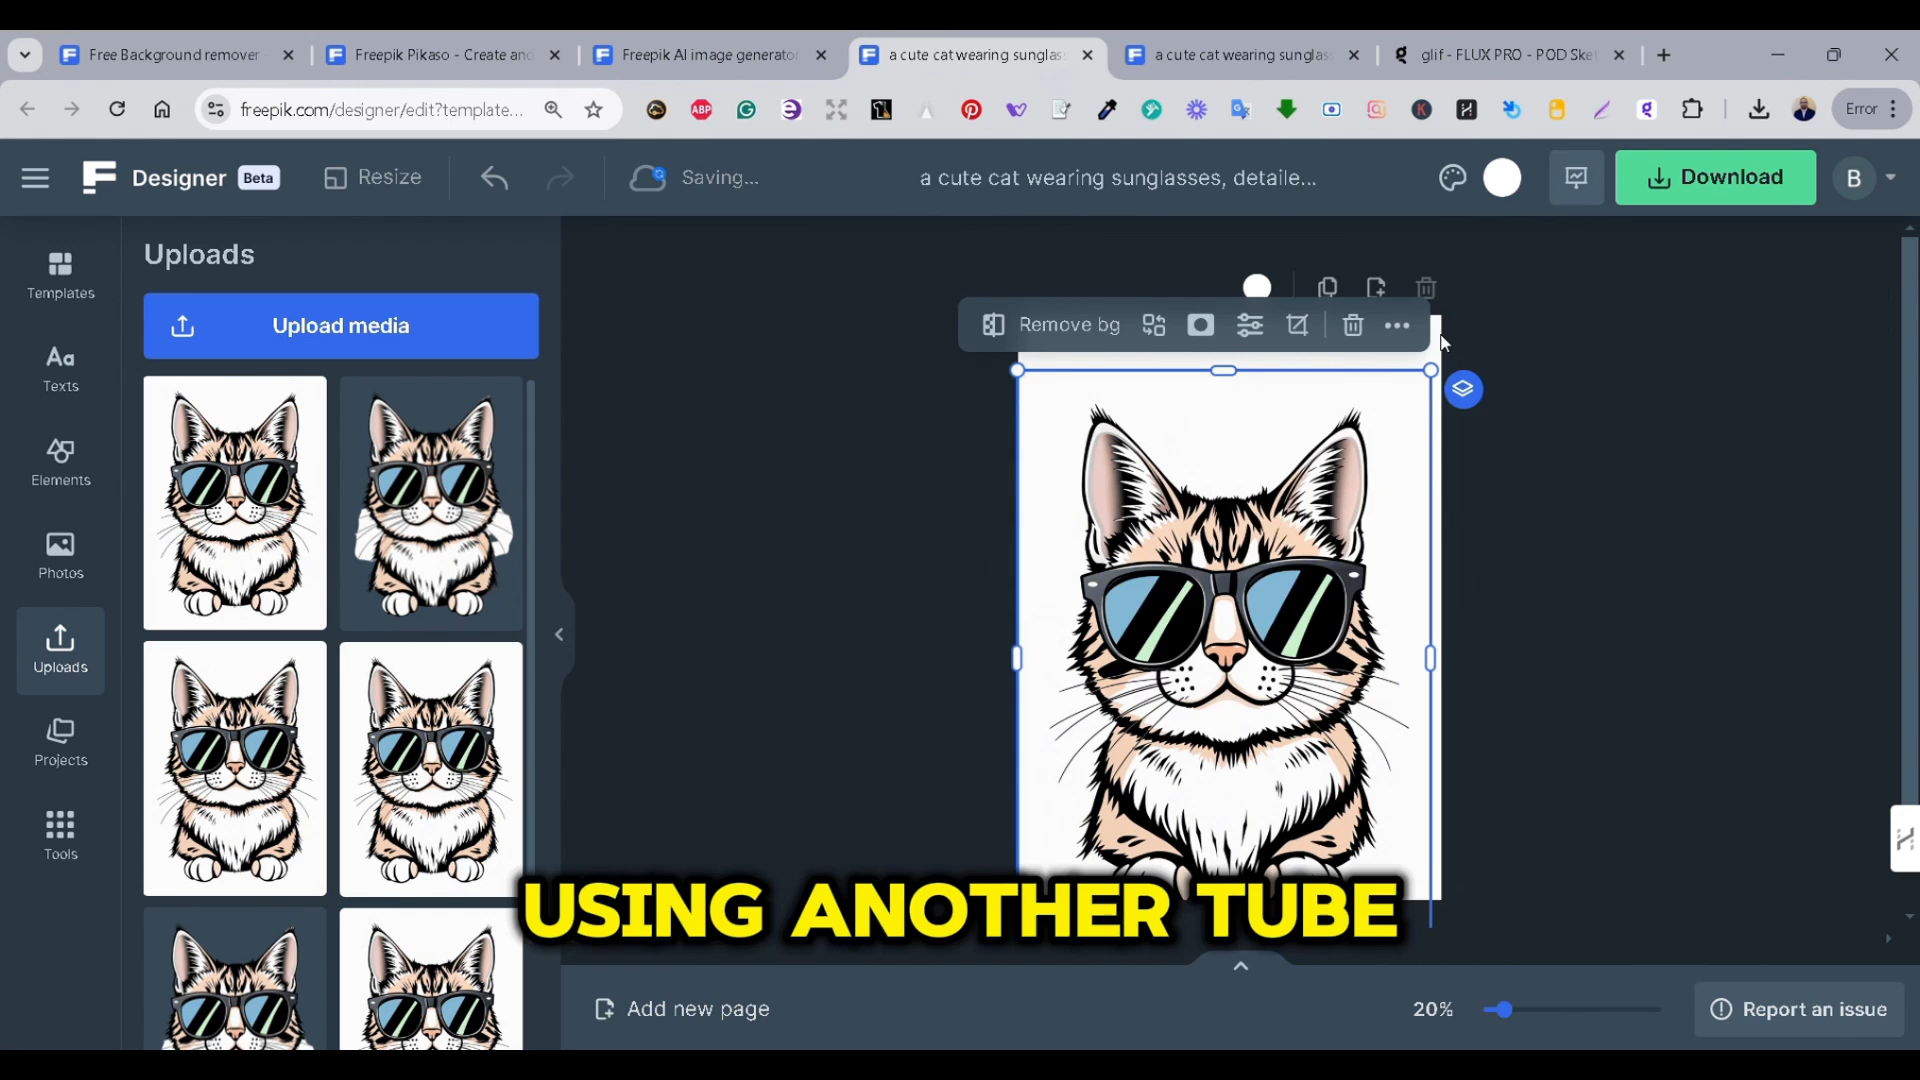 Free Background remover
Freepik Pikaso - Create and
Freepik AI image generator
a cute cat wearing sunglas
a cute cat wearing sunglas
glif - FLUX PRO - POD Ske
freepik.com/designer/edit?template...
ABP
Error
Designer
Beta
Resize
Saving...
a cute cat wearing sunglasses, detaile...
Download
B
Templates
Aa
Texts
Elements
Photos
Uploads
Projects
Tools
Uploads
Upload media
Remove bg
USING ANOTHER TUBE
Add new page
20%
Report an issue